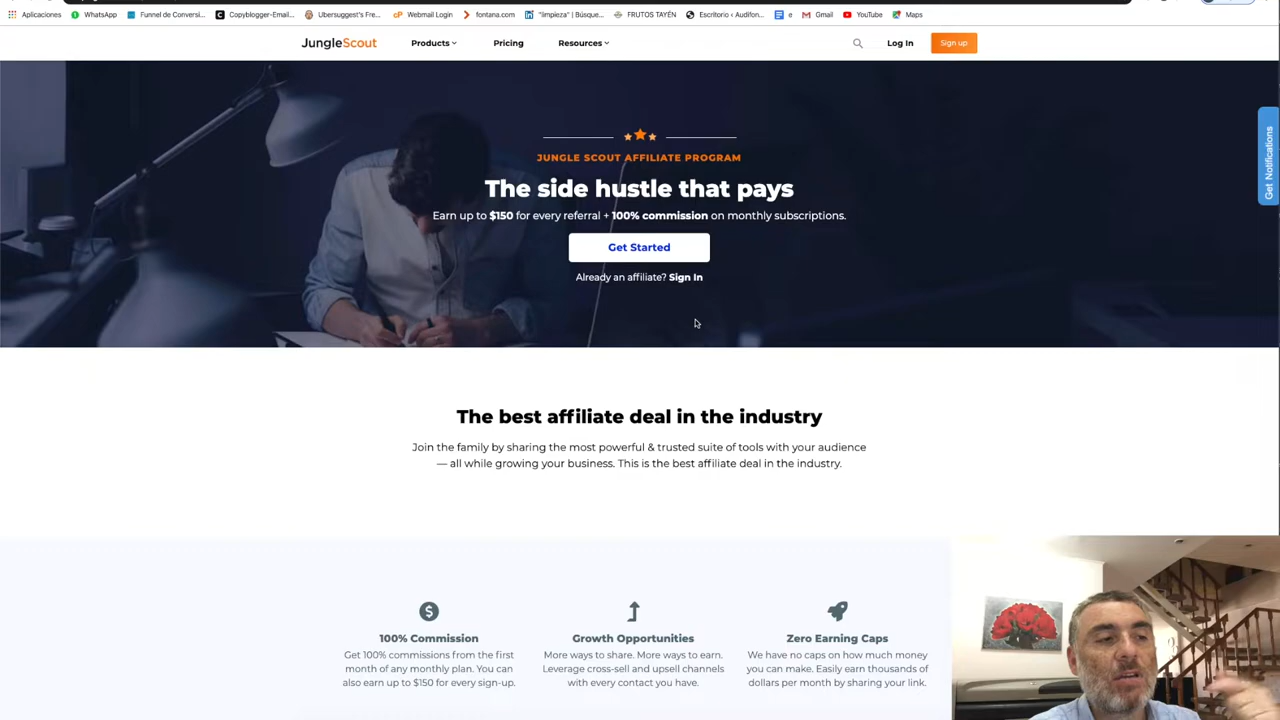 Aplicaciones WhatsApp Funnel de Conversi... Copyblogger-Email... Ubersuggest's Fre... Webmail Login fontana.com "limpieza" | Búsque... FRUTOS TAYÉN Escritorio ‹ Audífon... e Gmail YouTube Maps
JungleScout Products Pricing Resources Log In Sign up
Get Notifications
JUNGLE SCOUT AFFILIATE PROGRAM
The side hustle that pays
Earn up to $150 for every referral + 100% commission on monthly subscriptions.
Get Started
Already an affiliate? Sign In
The best affiliate deal in the industry
Join the family by sharing the most powerful & trusted suite of tools with your audience
— all while growing your business. This is the best affiliate deal in the industry.
100% Commission
Get 100% commissions from the first
month of any monthly plan. You can
also earn up to $150 for every sign-up.
Growth Opportunities
More ways to share. More ways to earn.
Leverage cross-sell and upsell channels
with every contact you have.
Zero Earning Caps
We have no caps on how much money
you can make. Easily earn thousands of
dollars per month by sharing your link.